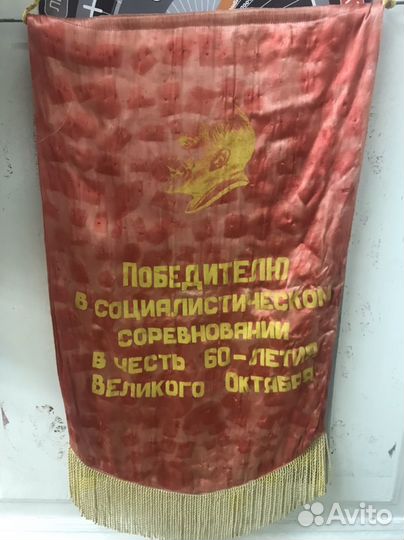 Победителю
в социалистическом
соревновании
в честь 60-летия
Великого Октября
Avito